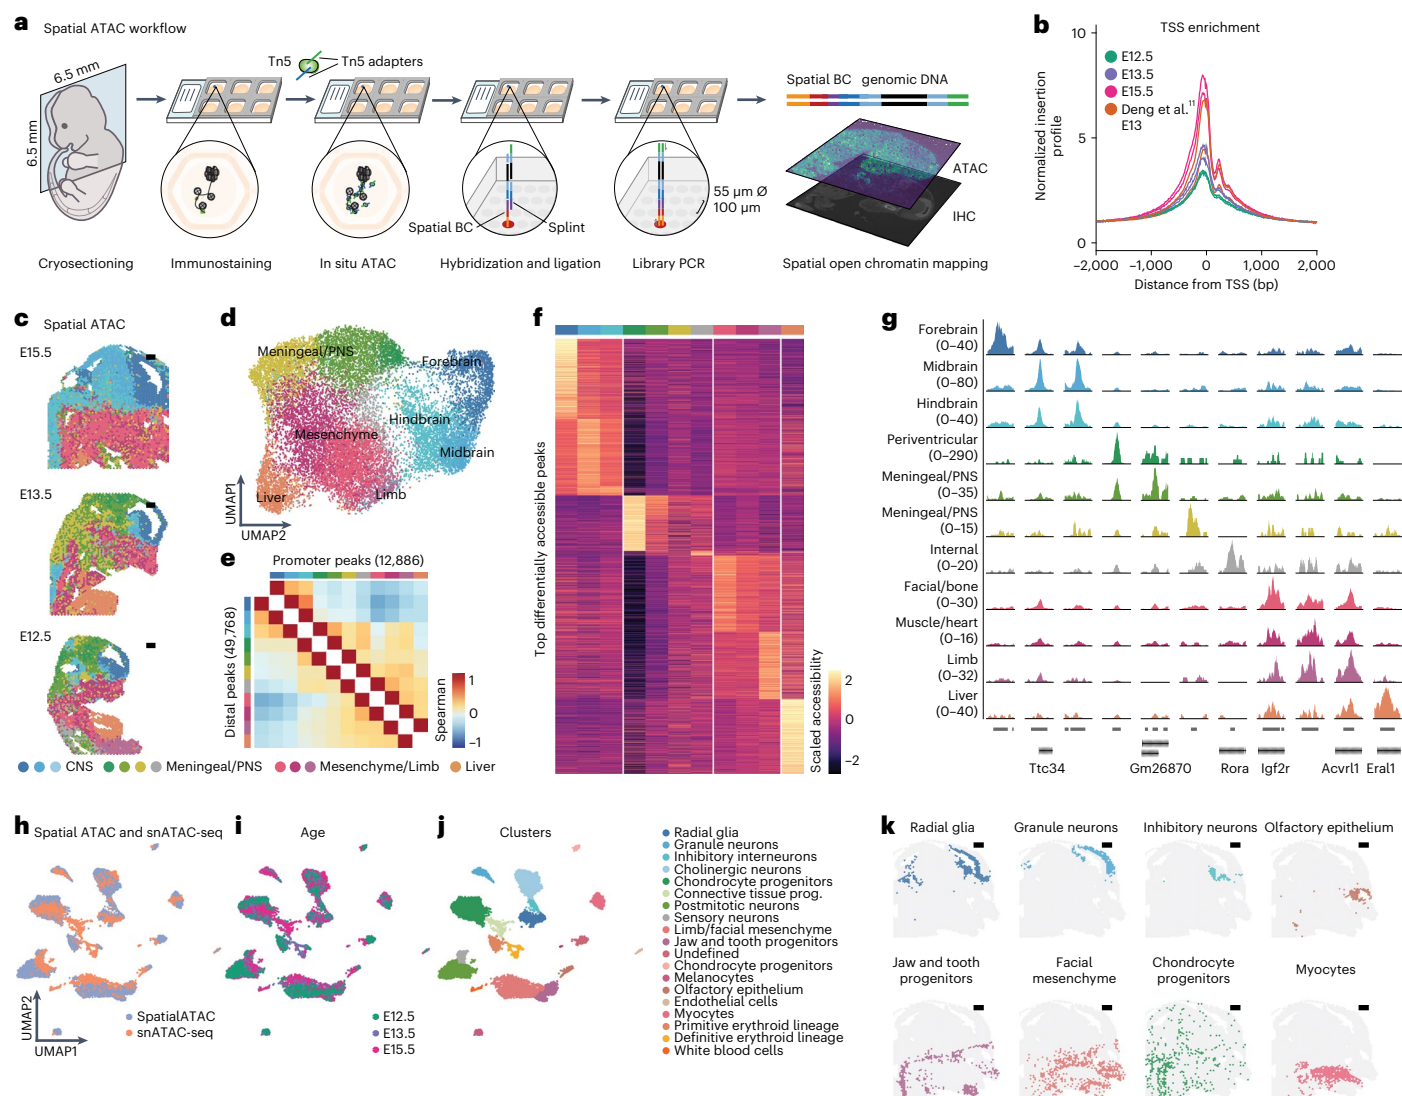 a
Spatial ATAC workflow
6.5 mm
6.5 mm
Tn5
Tn5 adapters
Spatial BC
Splint
55 µm Ø
100 µm
Spatial BC genomic DNA
ATAC
IHC
Cryosectioning
Immunostaining
In situ ATAC
Hybridization and ligation
Library PCR
Spatial open chromatin mapping
b
TSS enrichment
Normalized insertion
profile
10
5
0
E12.5
E13.5
E15.5
Deng et al.11
E13
−2,000 −1,000 0 1,000 2,000
Distance from TSS (bp)
c
Spatial ATAC
E15.5
E13.5
E12.5
CNS
Meningeal/PNS
Mesenchyme/Limb
Liver
d
Meningeal/PNS
Forebrain
Hindbrain
Mesenchyme
Midbrain
Liver
Limb
UMAP1
UMAP2
e
Promoter peaks (12,886)
Distal peaks (49,768)
Spearman
1
0
−1
f
Top differentially accessible peaks
Scaled accessibility
2
0
−2
g
Forebrain
(0–40)
Midbrain
(0–80)
Hindbrain
(0–40)
Periventricular
(0–290)
Meningeal/PNS
(0–35)
Meningeal/PNS
(0–15)
Internal
(0–20)
Facial/bone
(0–30)
Muscle/heart
(0–16)
Limb
(0–32)
Liver
(0–40)
Ttc34
Gm26870
Rora
Igf2r
Acvrl1
Eral1
h
Spatial ATAC and snATAC-seq
SpatialATAC
snATAC-seq
UMAP2
UMAP1
i
Age
E12.5
E13.5
E15.5
j
Clusters
Radial glia
Granule neurons
Inhibitory interneurons
Cholinergic neurons
Chondrocyte progenitors
Connective tissue prog.
Postmitotic neurons
Sensory neurons
Limb/facial mesenchyme
Jaw and tooth progenitors
Undefined
Chondrocyte progenitors
Melanocytes
Olfactory epithelium
Endothelial cells
Myocytes
Primitive erythroid lineage
Definitive erythroid lineage
White blood cells
k
Radial glia
Granule neurons
Inhibitory neurons
Olfactory epithelium
Jaw and tooth
progenitors
Facial
mesenchyme
Chondrocyte
progenitors
Myocytes